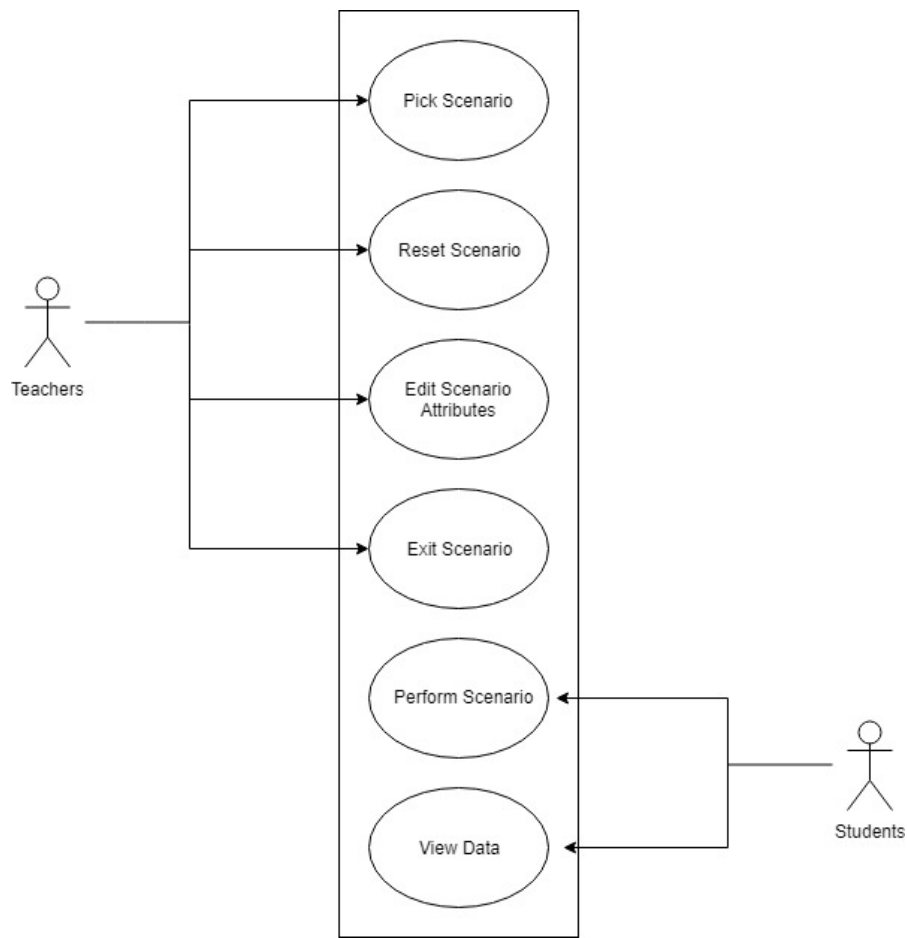 Pick Scenario
Reset Scenario
Teachers
Edit Scenario
Attributes
Exit Scenario
Perform Scenario
Students
View Data